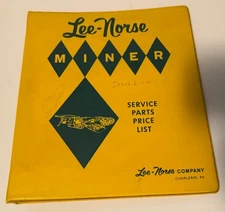 Lee-Norse
MINER
SERVICE
PARTS
PRICE
LIST
Lee-Norse COMPANY
CHARLEROI, PA.